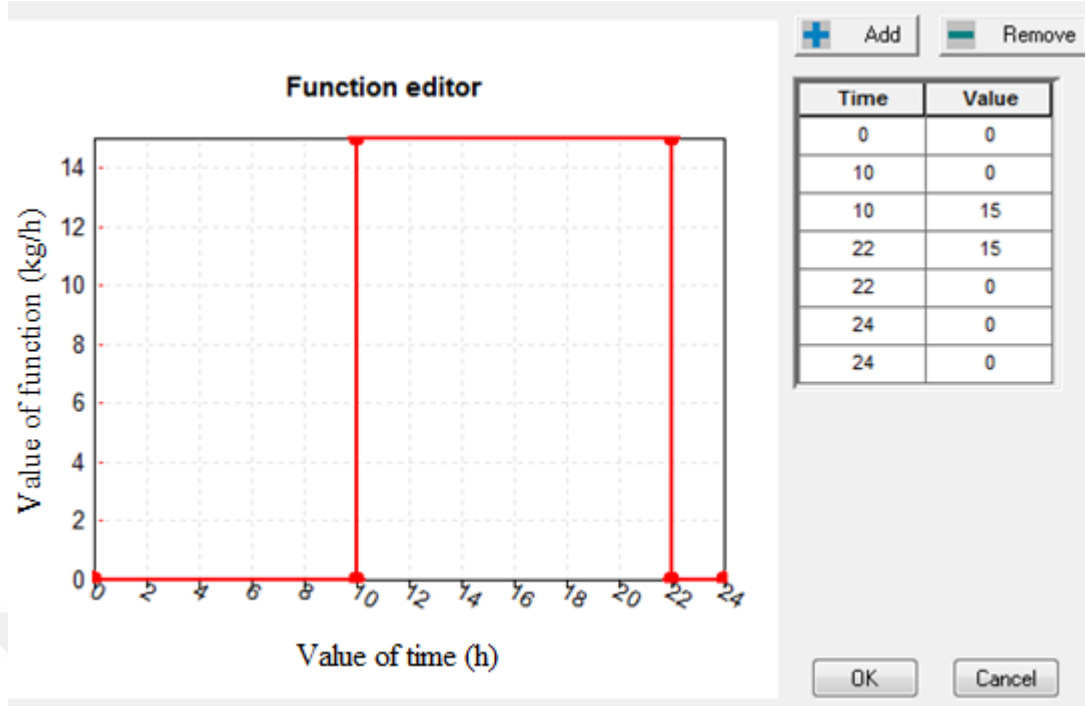 Add Remove
Function editor
Time Value
0 0
10 0
10 15
22 15
22 0
24 0
24 0
Value of function (kg/h)
14
12
10
8
6
4
2
0
0 2 4 6 8 10 12 14 16 18 20 22 24
Value of time (h)
OK Cancel